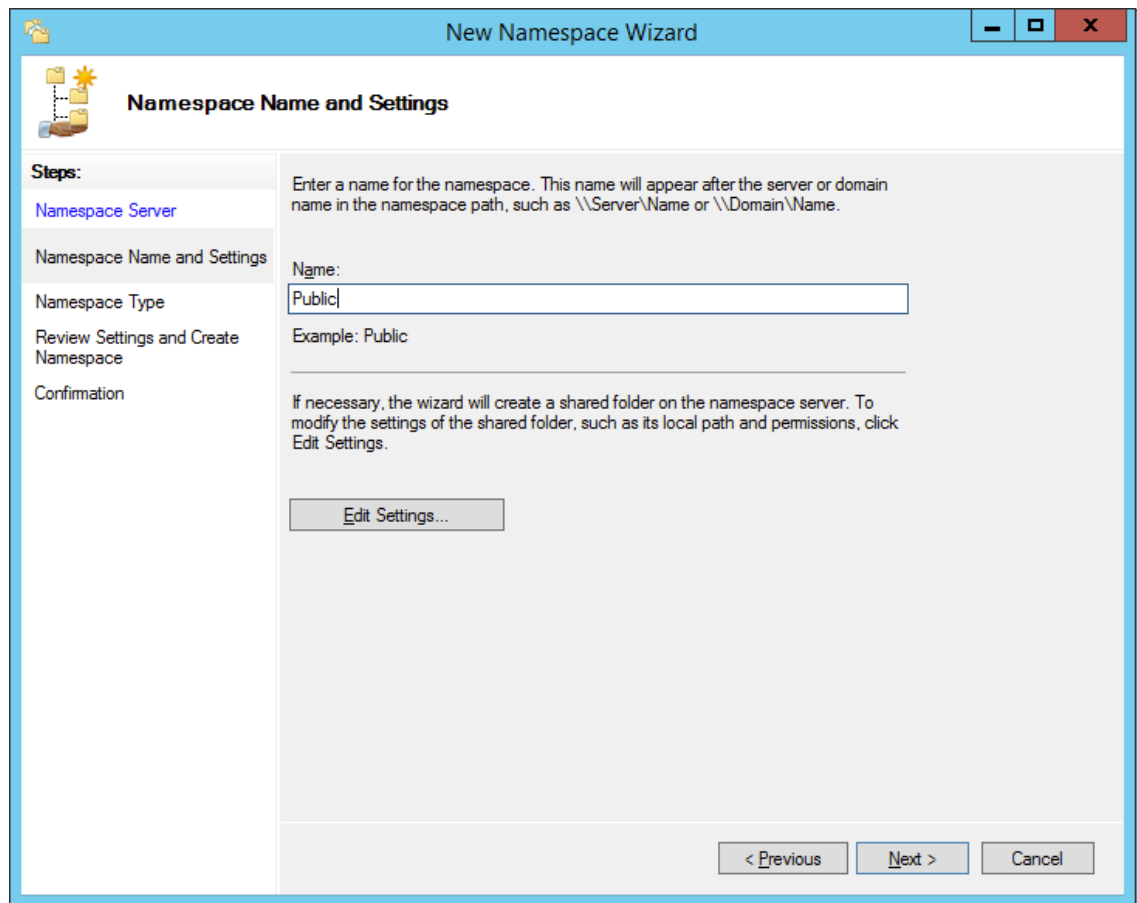 New Namespace Wizard
Namespace Name and Settings
Steps:
Namespace Server
Namespace Name and Settings
Namespace Type
Review Settings and Create
Namespace
Confirmation
Enter a name for the namespace. This name will appear after the server or domain
name in the namespace path, such as \\Server\Name or \\Domain\Name.
Name:
Public
Example: Public
If necessary, the wizard will create a shared folder on the namespace server. To
modify the settings of the shared folder, such as its local path and permissions, click
Edit Settings.
Edit Settings...
< Previous
Next >
Cancel